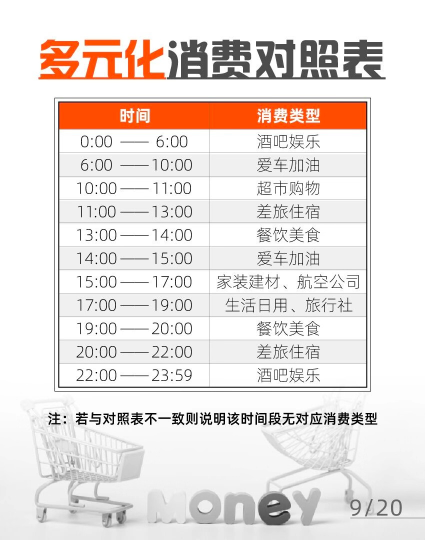 多元化消费对照表
时间 消费类型
0:00 —— 6:00 酒吧娱乐
6:00 —— 10:00 爱车加油
10:00 —— 11:00 超市购物
11:00 —— 13:00 差旅住宿
13:00 —— 14:00 餐饮美食
14:00 —— 15:00 爱车加油
15:00 —— 17:00 家装建材、航空公司
17:00 —— 19:00 生活日用、旅行社
19:00 —— 20:00 餐饮美食
20:00 —— 22:00 差旅住宿
22:00 —— 23:59 酒吧娱乐
注：若与对照表不一致则说明该时间段无对应消费类型
Money
9/20